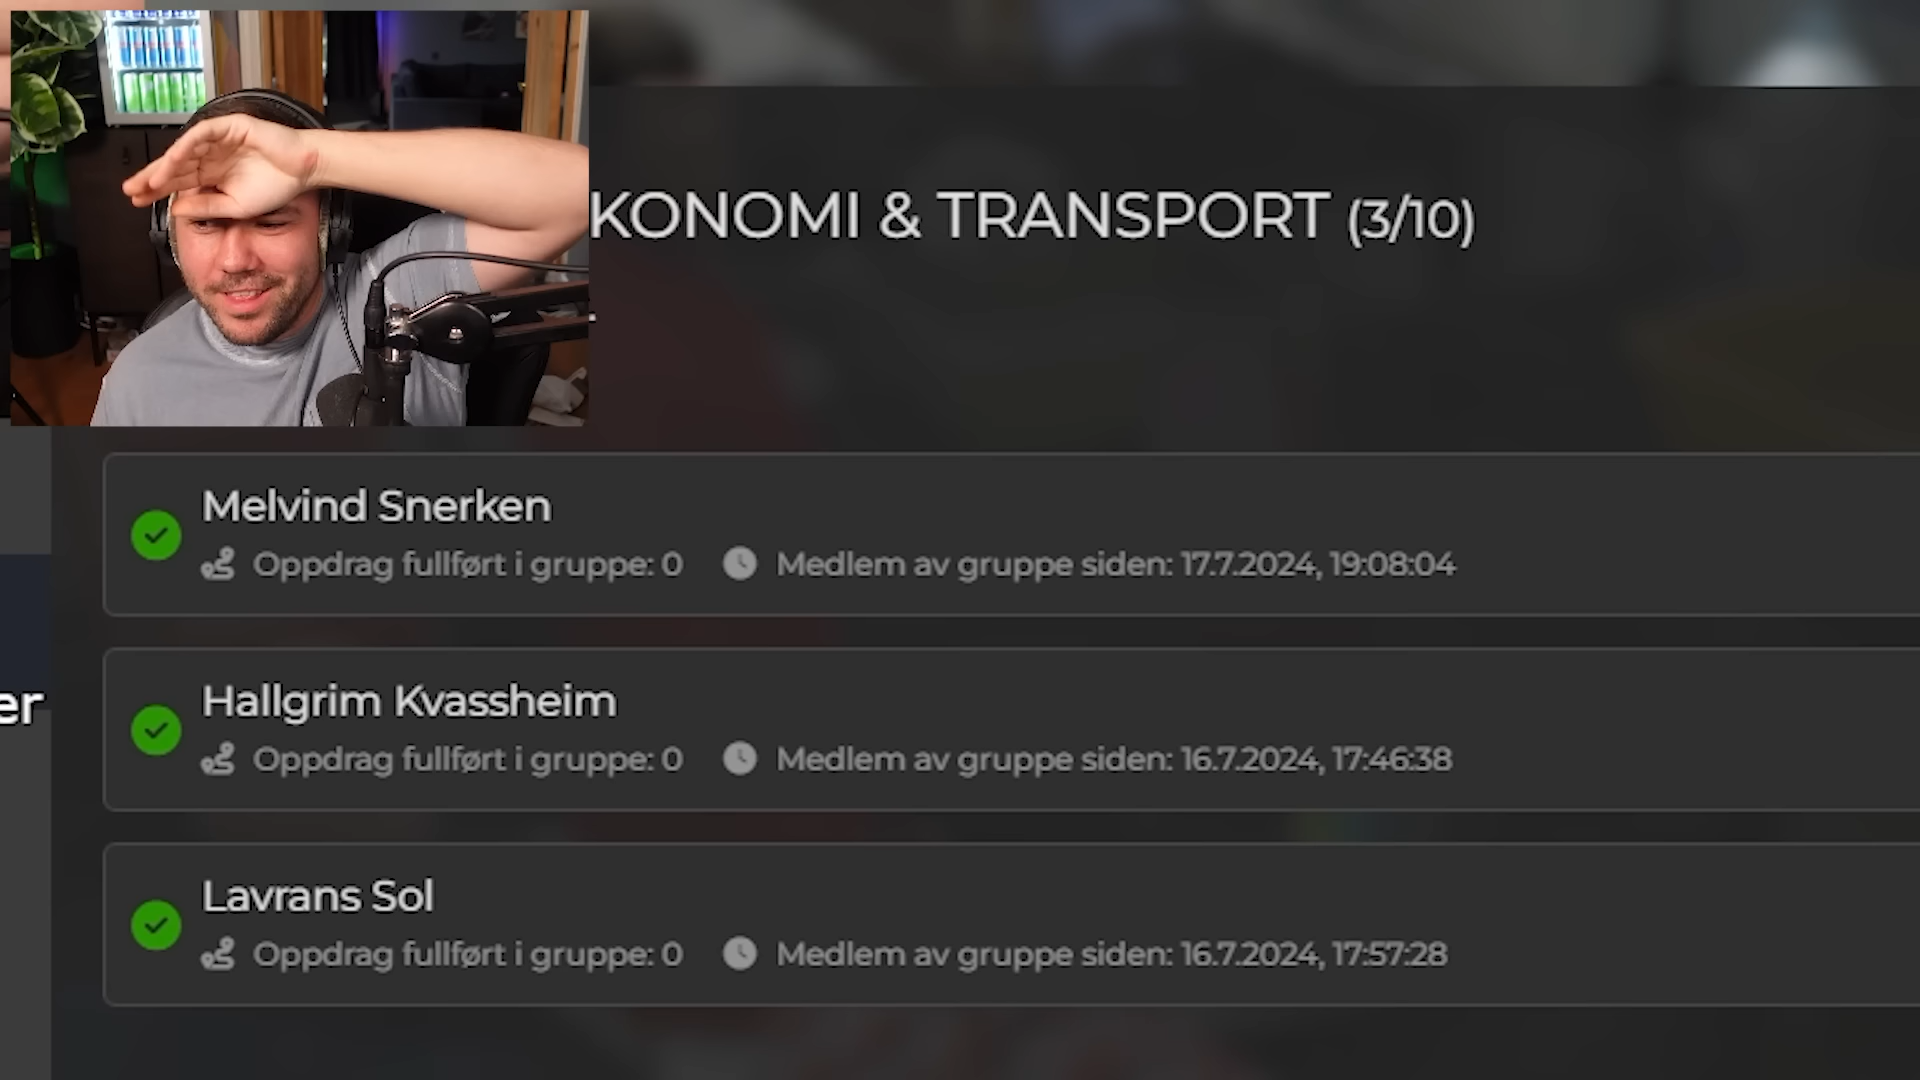 KONOMI & TRANSPORT (3/10)
Melvind Snerken
Oppdrag fullført i gruppe: 0 Medlem av gruppe siden: 17.7.2024, 19:08:04
Hallgrim Kvassheim
Oppdrag fullført i gruppe: 0 Medlem av gruppe siden: 16.7.2024, 17:46:38
er
Lavrans Sol
Oppdrag fullført i gruppe: 0 Medlem av gruppe siden: 16.7.2024, 17:57:28